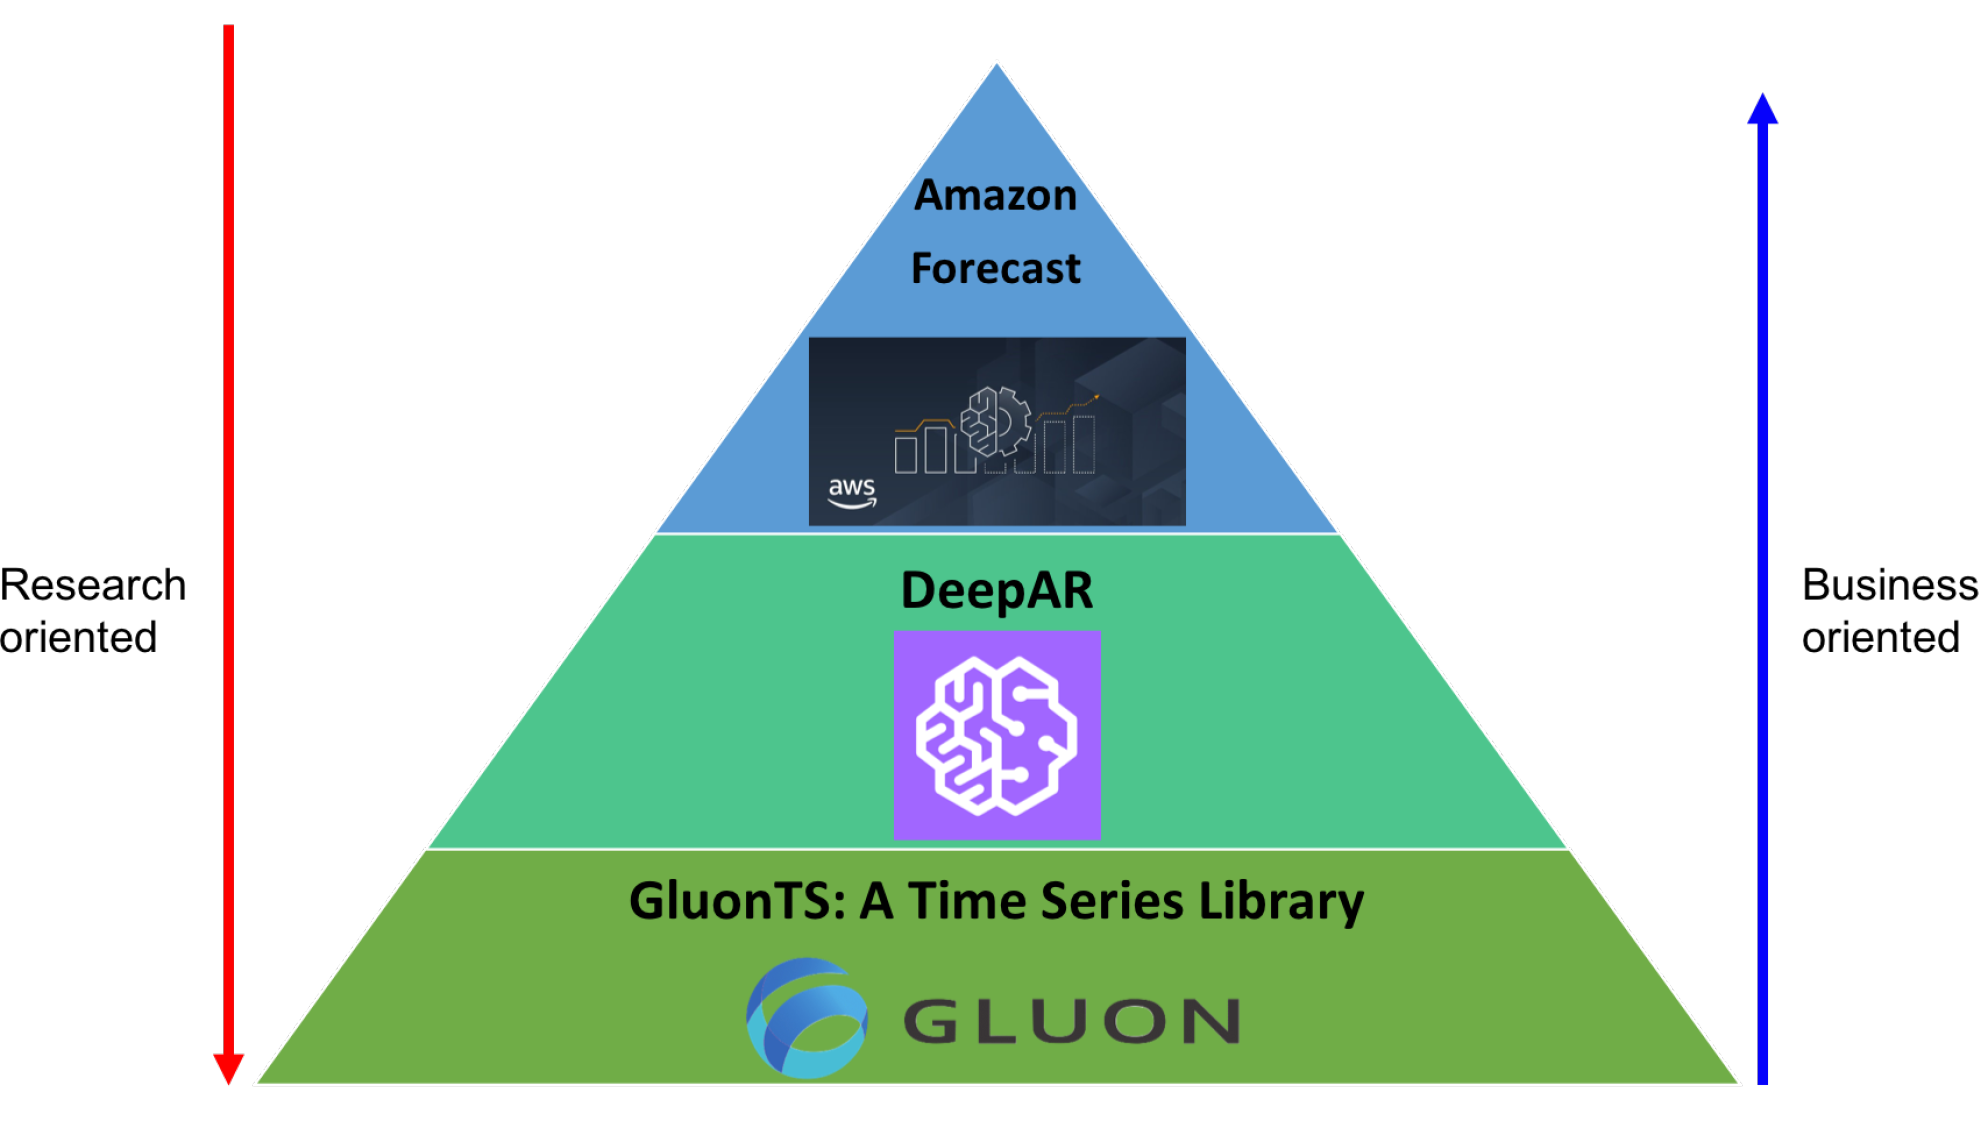 Amazon
Forecast
aws
Research
oriented
Business
oriented
DeepAR
GluonTS: A Time Series Library
GLUON